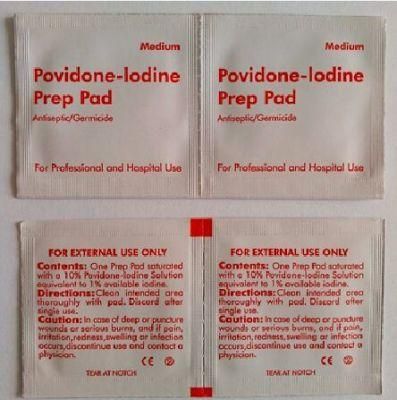 Medium
Povidone-Iodine
Prep Pad
Antiseptic/Germicide
For Professional and Hospital Use
Medium
Povidone-Iodine
Prep Pad
Antiseptic/Germicide
For Professional and Hospital Use
FOR EXTERNAL USE ONLY
Contents: One Prep Pad saturated
with a 10% Povidone-Iodine Solution
equivalent to 1% available iodine.
Directions: Clean intended area
thoroughly with pad. Discard after
single use.
Caution: In case of deep or puncture
wounds or serious burns, and if pain,
irritation, redness, swelling or infection
occurs, discontinue use and contact a
physician.
CE 2
TEAR AT NOTCH
FOR EXTERNAL USE ONLY
Contents: One Prep Pad saturated
with a 10% Povidone-Iodine Solution
equivalent to 1% available iodine.
Directions: Clean intended area
thoroughly with pad. Discard after
single use.
Caution: In case of deep or puncture
wounds or serious burns, and if pain,
irritation, redness, swelling or infection
occurs, discontinue use and contact a
physician.
CE 2
TEAR AT NOTCH